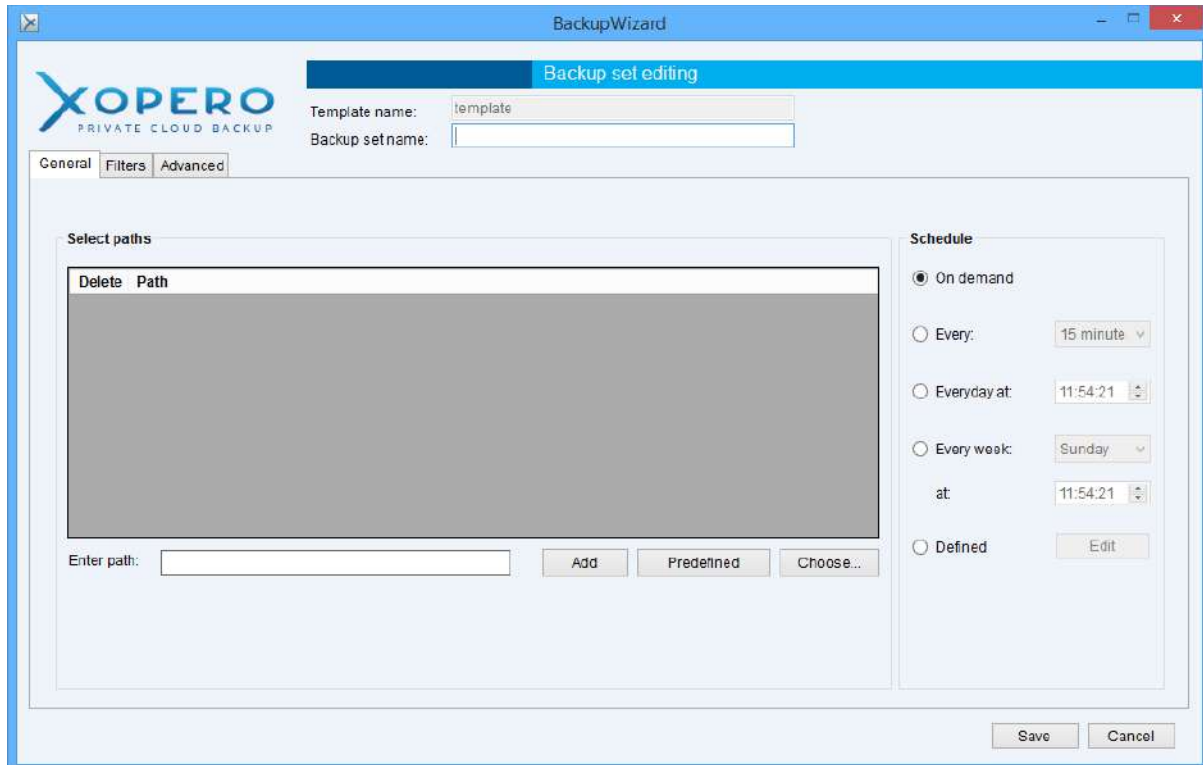 BackupWizard
Backup set editing
XOPERO
PRIVATE CLOUD BACKUP
Template name: template
Backup set name:
General Filters Advanced
Select paths
Delete Path
Enter path: Add Predefined Choose...
Schedule
On demand
Every: 15 minute
Everyday at: 11:54:21
Every week: Sunday
at: 11:54:21
Defined Edit
Save Cancel